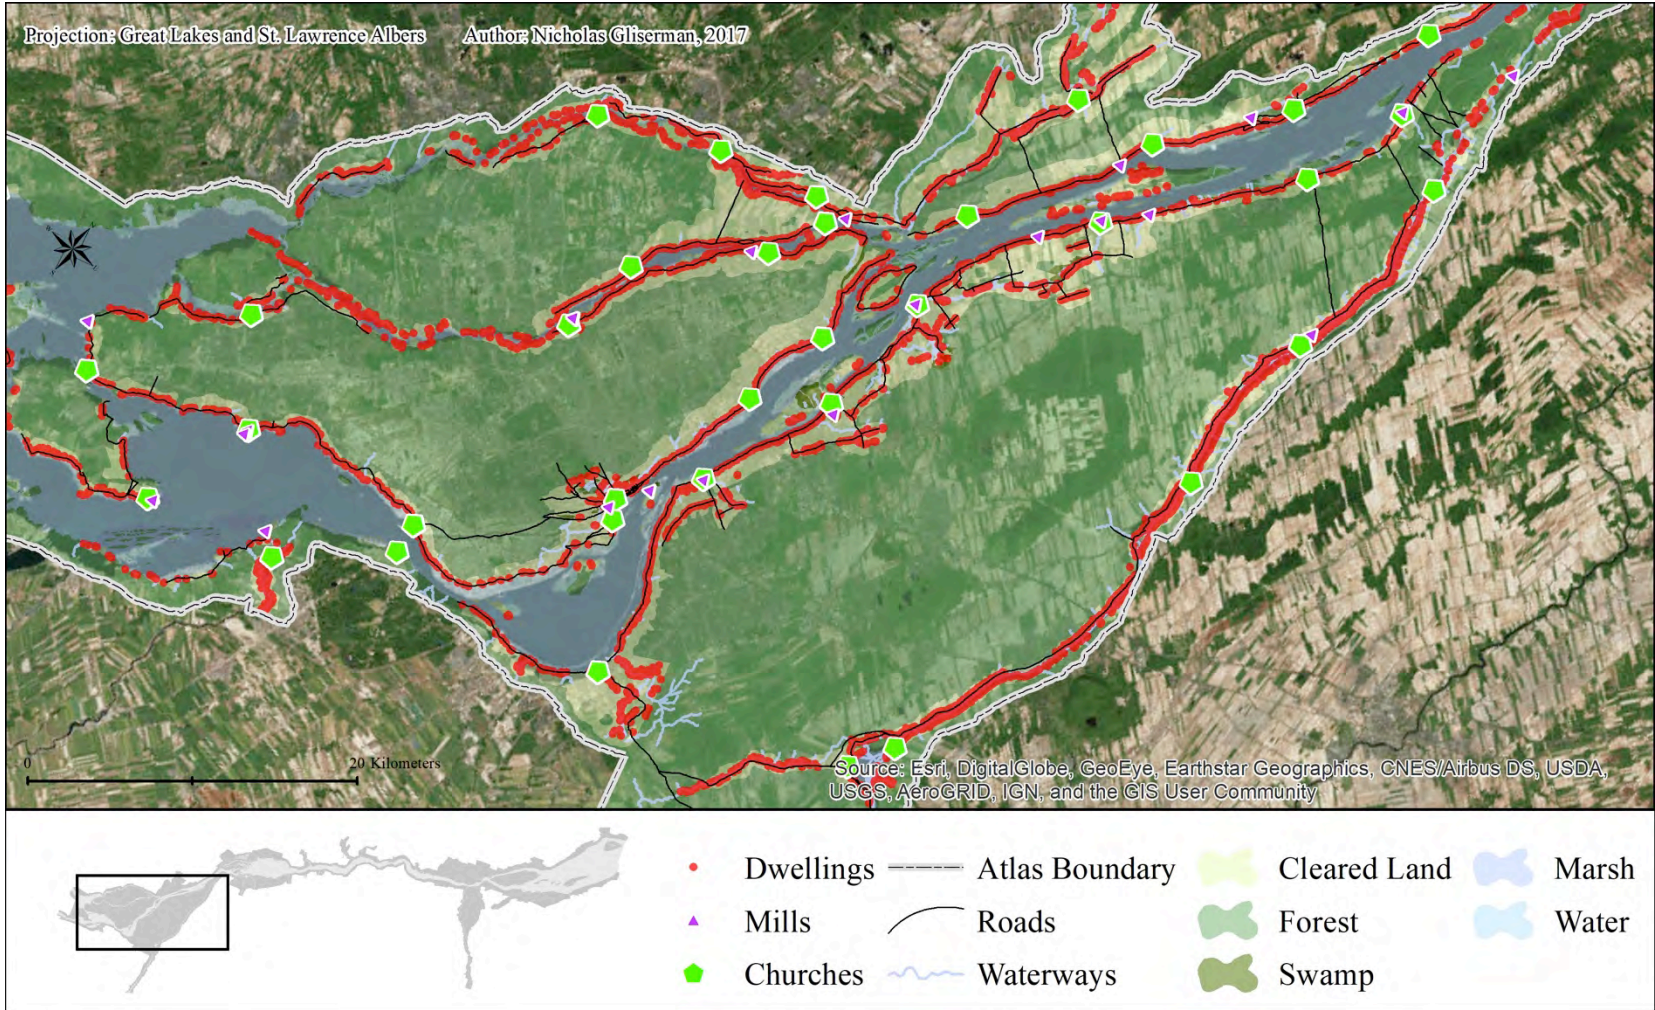 Projection: Great Lakes and St. Lawrence Albers Author: Nicholas Gliserman, 2017
0 20 Kilometers
Source: Esri, DigitalGlobe, GeoEye, Earthstar Geographics, CNES/Airbus DS, USDA,
USGS, AeroGRID, IGN, and the GIS User Community
Dwellings Atlas Boundary Cleared Land Marsh
Mills Roads Forest Water
Churches Waterways Swamp